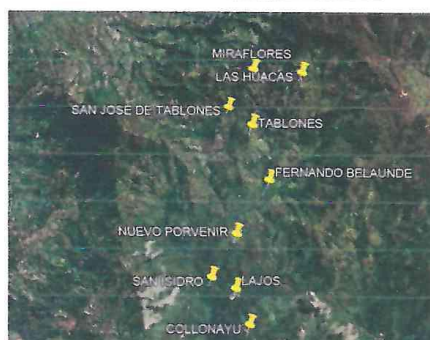 MIRAFLORES
LAS HUACAS
SAN JOSE DE TABLONES
TABLONES
FERNANDO BELAUNDE
NUEVO PORVENIR
SAN ISIDRO
LAJOS
COLLONAYU